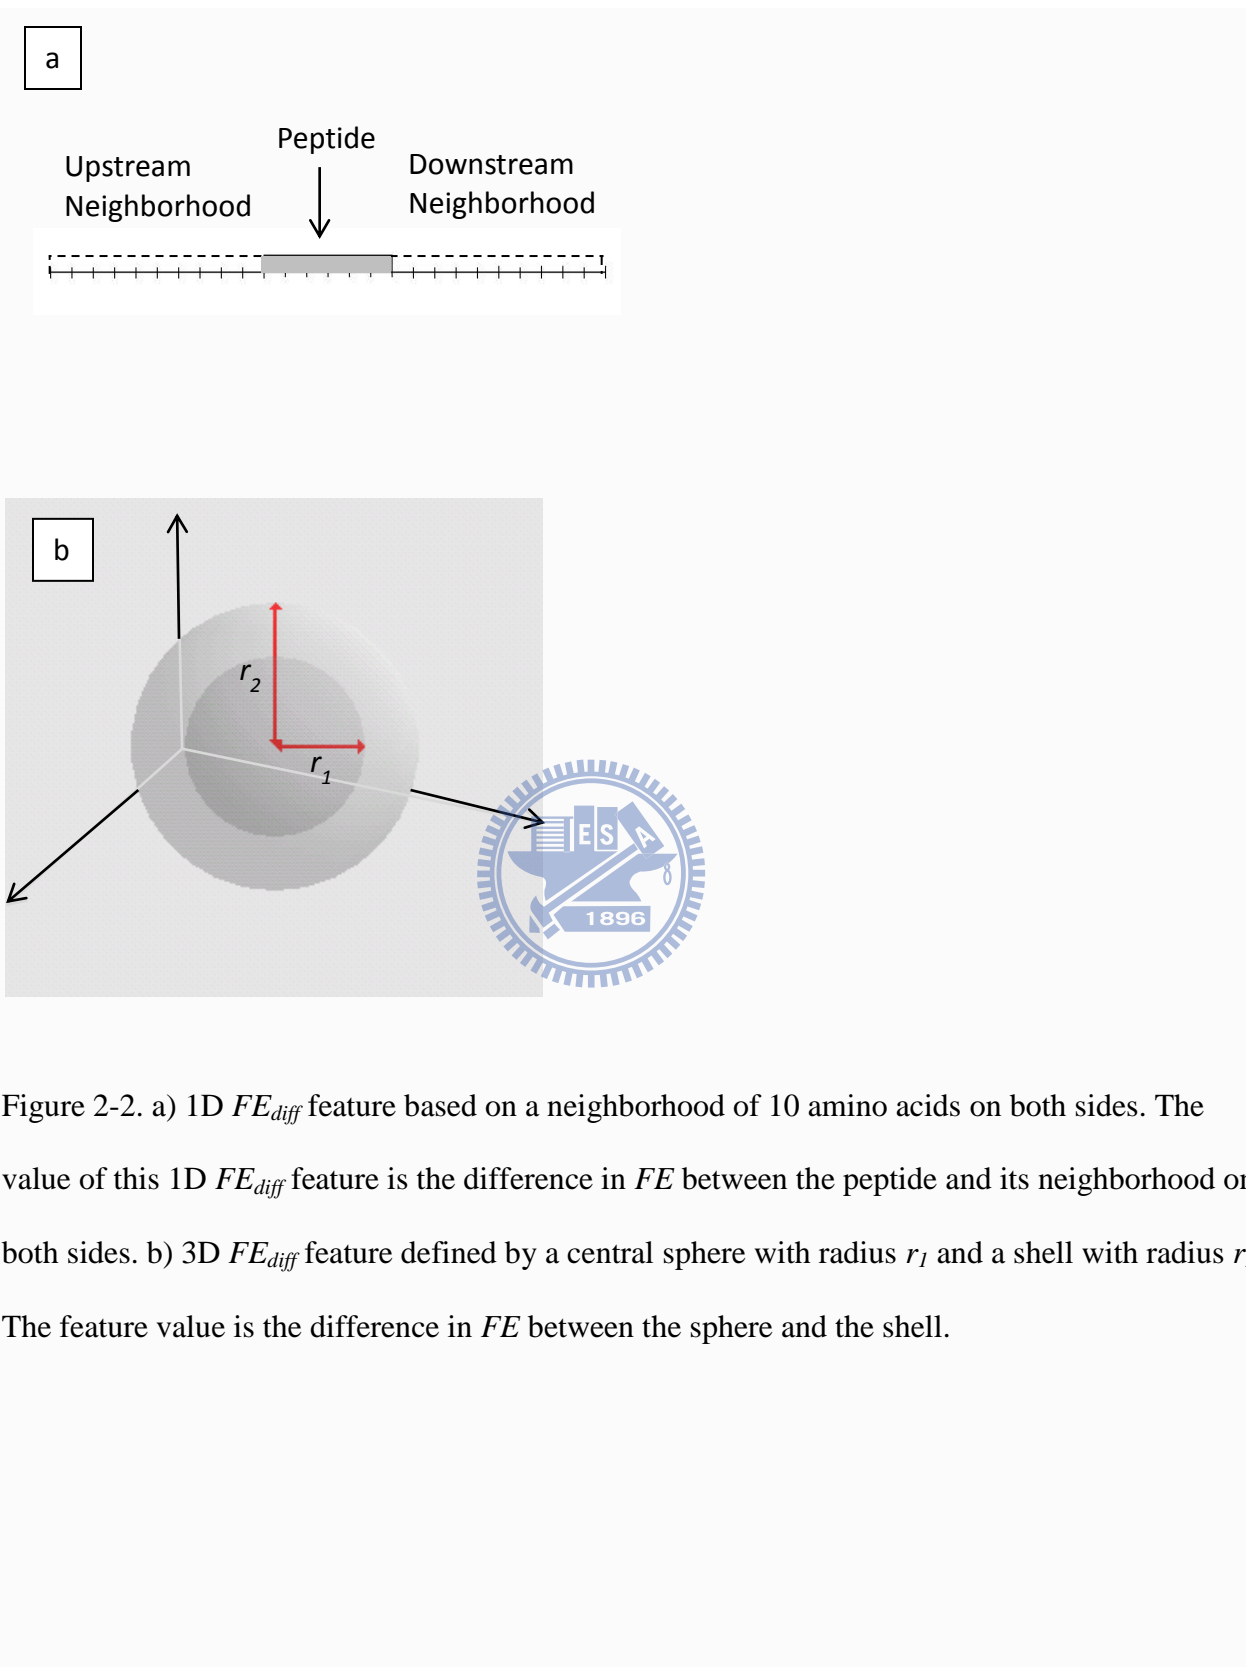 a
Peptide
Upstream
Neighborhood
Downstream
Neighborhood
b
r2
r1
E S A
1896
Figure 2-2. a) 1D FEdiff feature based on a neighborhood of 10 amino acids on both sides. The
value of this 1D FEdiff feature is the difference in FE between the peptide and its neighborhood on
both sides. b) 3D FEdiff feature defined by a central sphere with radius r1 and a shell with radius
The feature value is the difference in FE between the sphere and the shell.